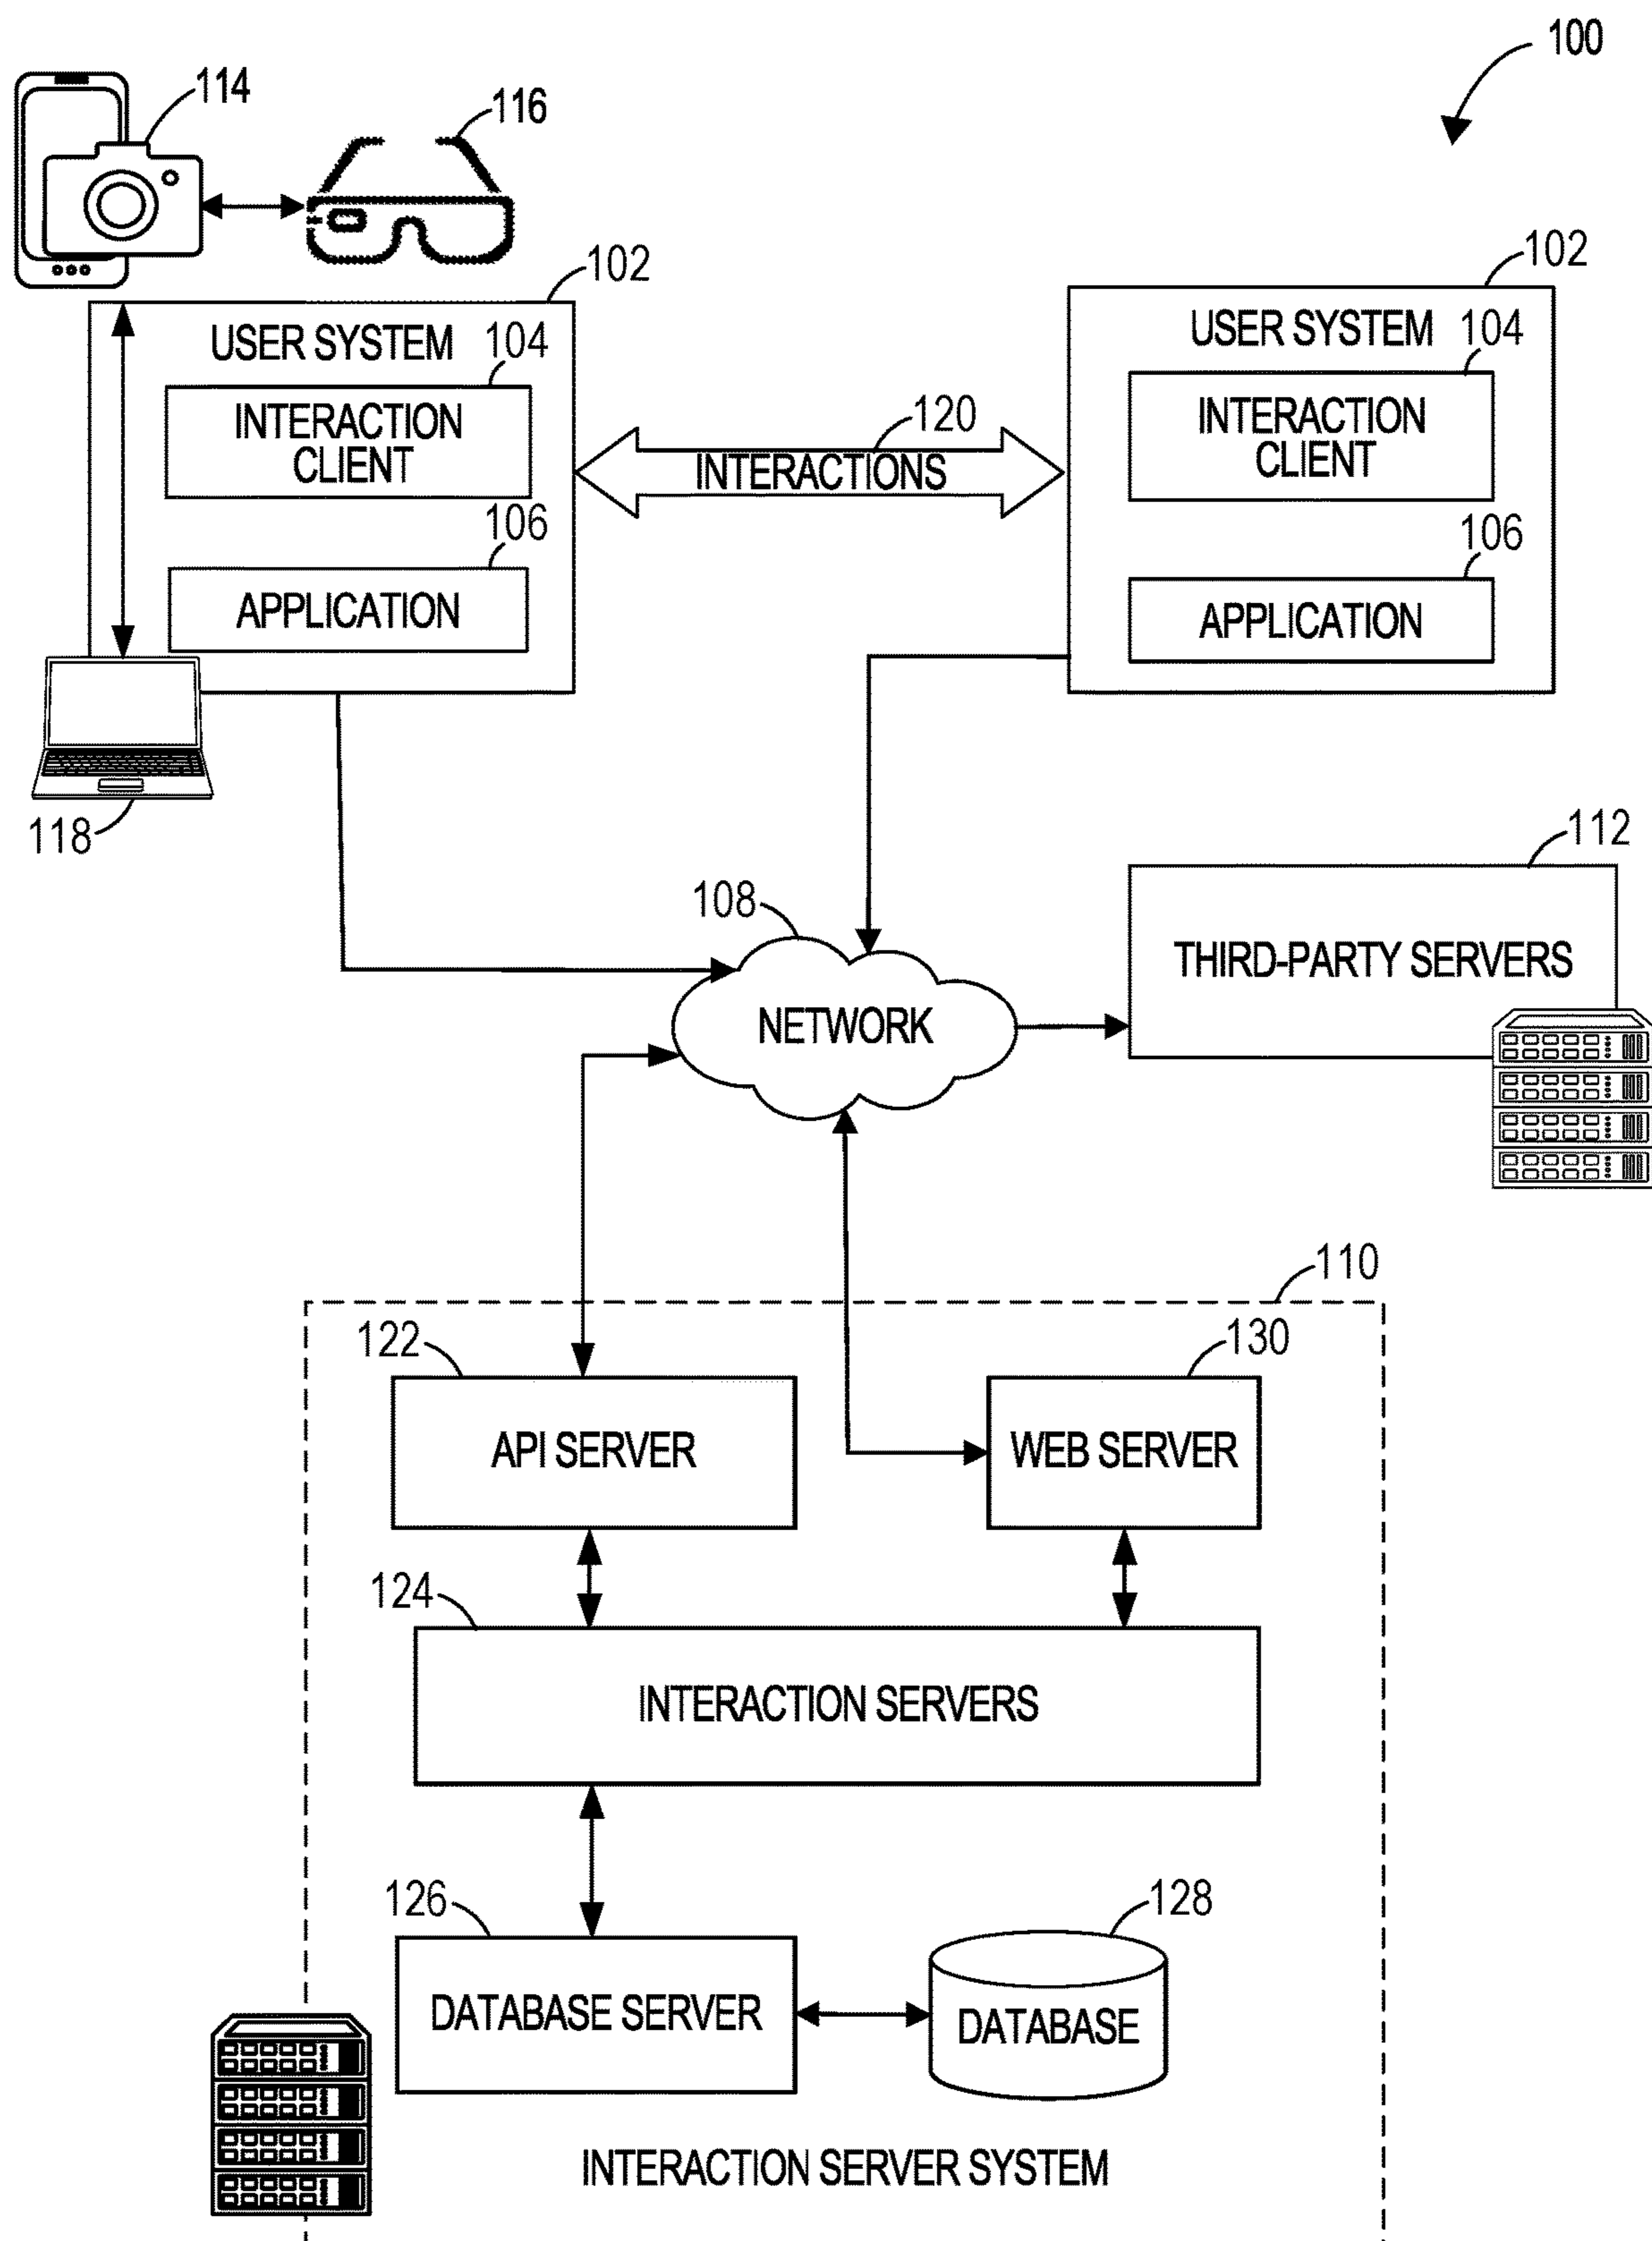 100
114
116
102
USER SYSTEM
104
INTERACTION
CLIENT
106
APPLICATION
118
120
INTERACTIONS
102
USER SYSTEM
104
INTERACTION
CLIENT
106
APPLICATION
108
NETWORK
112
THIRD-PARTY SERVERS
110
122
API SERVER
130
WEB SERVER
124
INTERACTION SERVERS
126
DATABASE SERVER
128
DATABASE
INTERACTION SERVER SYSTEM